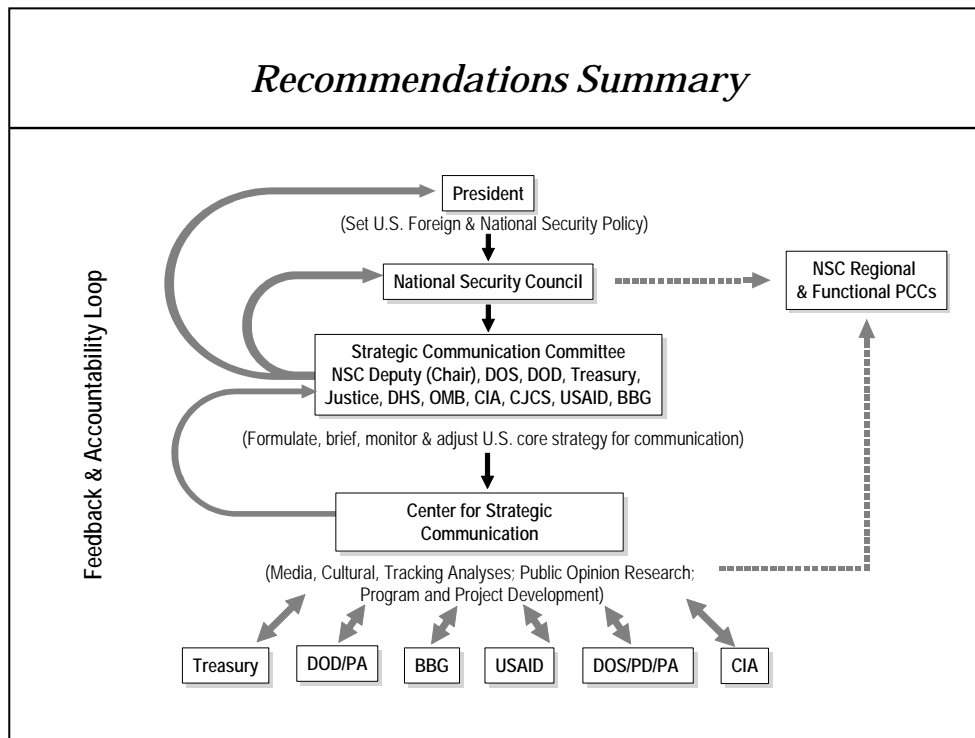 Recommendations Summary
President
(Set U.S. Foreign & National Security Policy)
National Security Council
NSC Regional
& Functional PCCs
Feedback & Accountability Loop
Strategic Communication Committee
NSC Deputy (Chair), DOS, DOD, Treasury,
Justice, DHS, OMB, CIA, CJCS, USAID, BBG
(Formulate, brief, monitor & adjust U.S. core strategy for communication)
Center for Strategic
Communication
(Media, Cultural, Tracking Analyses; Public Opinion Research;
Program and Project Development)
Treasury
DOD/PA
BBG
USAID
DOS/PD/PA
CIA